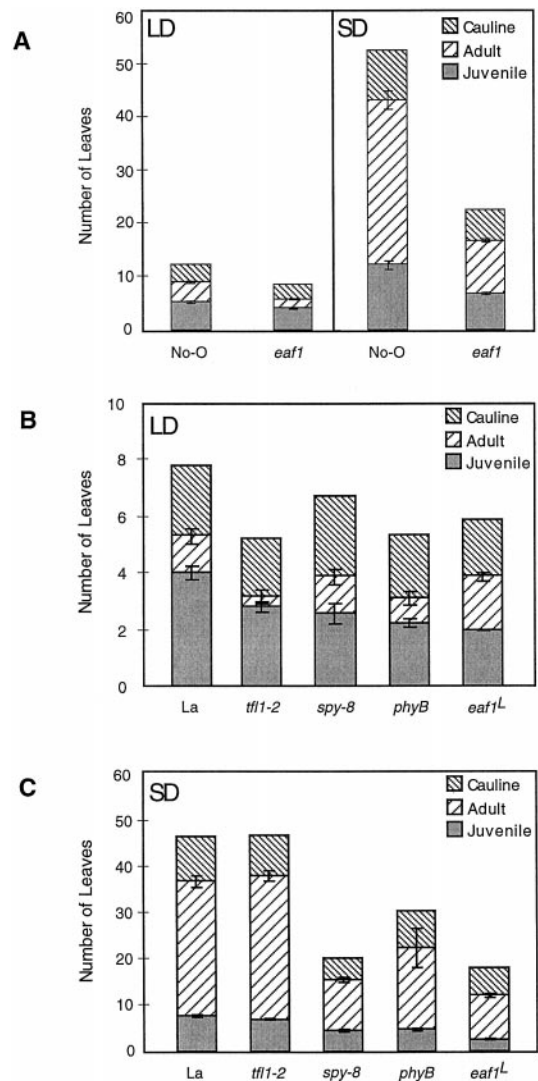 A
LD
SD
Cauline
Adult
Juvenile
Number of Leaves
60
50
40
30
20
10
0
No-O eaf1 No-O eaf1
B
LD
Cauline
Adult
Juvenile
Number of Leaves
10
8
6
4
2
0
La tfl1-2 spy-8 phyB eaf1L
C
SD
Cauline
Adult
Juvenile
Number of Leaves
60
50
40
30
20
10
0
La tfl1-2 spy-8 phyB eaf1L